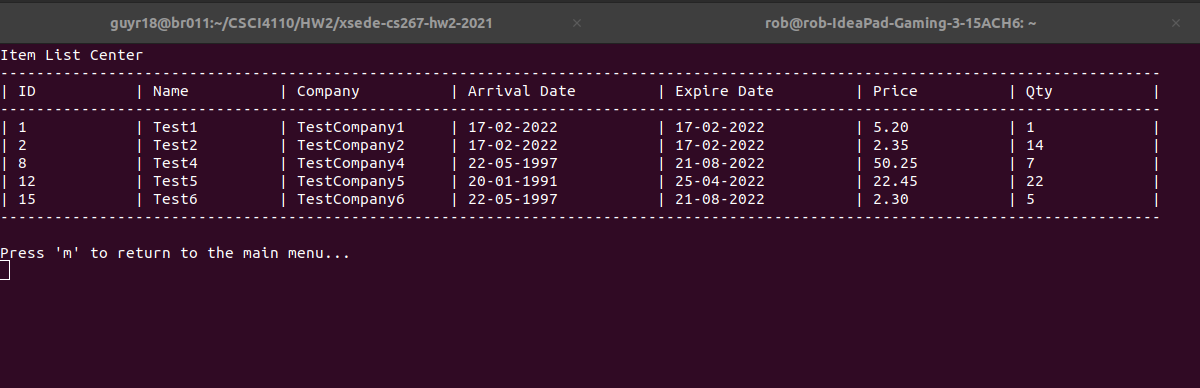 guyr18@br011:~/CSCI4110/HW2/xsede-cs267-hw2-2021 × rob@rob-IdeaPad-Gaming-3-15ACH6: ~ ×
Item List Center
---------------------------------------------------------------------------------------------------------------------------------
| ID | Name | Company | Arrival Date | Expire Date | Price | Qty |
---------------------------------------------------------------------------------------------------------------------------------
| 1 | Test1 | TestCompany1 | 17-02-2022 | 17-02-2022 | 5.20 | 1 |
| 2 | Test2 | TestCompany2 | 17-02-2022 | 17-02-2022 | 2.35 | 14 |
| 8 | Test4 | TestCompany4 | 22-05-1997 | 21-08-2022 | 50.25 | 7 |
| 12 | Test5 | TestCompany5 | 20-01-1991 | 25-04-2022 | 22.45 | 22 |
| 15 | Test6 | TestCompany6 | 22-05-1997 | 21-08-2022 | 2.30 | 5 |
---------------------------------------------------------------------------------------------------------------------------------
Press 'm' to return to the main menu...